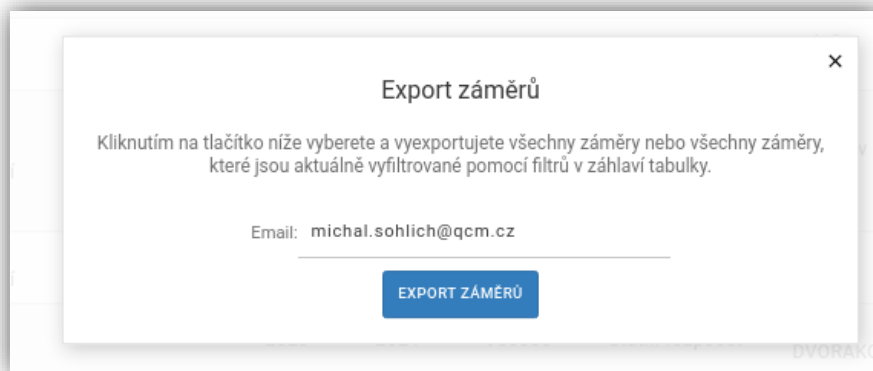 ×
Export záměrů
Kliknutím na tlačítko níže vyberete a vyexportujete všechny záměry nebo všechny záměry,
které jsou aktuálně vyfiltrované pomocí filtrů v záhlaví tabulky.
Email: michal.sohlich@qcm.cz
EXPORT ZÁMĚRŮ